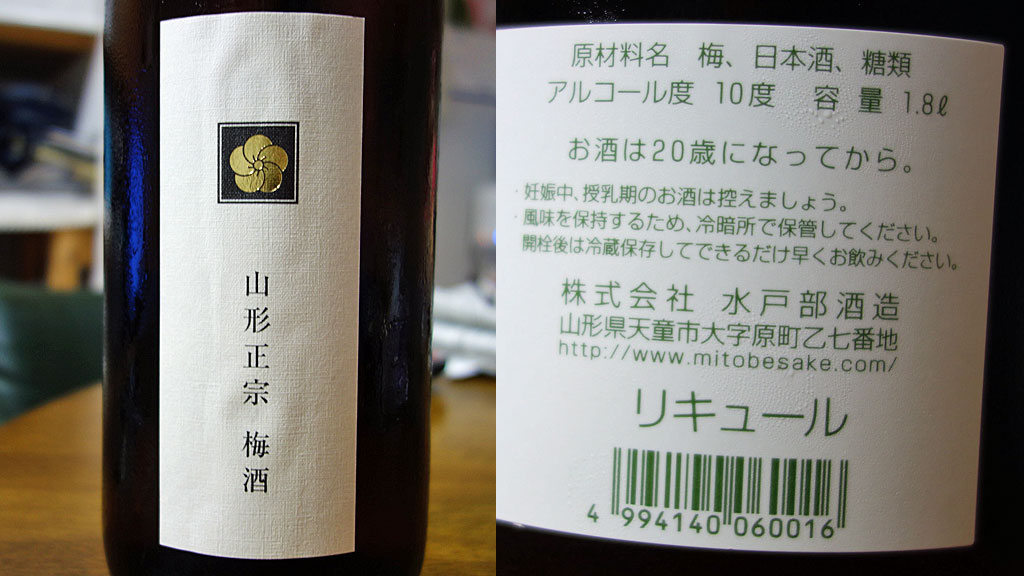 山形正宗 梅酒
原材料名 梅、日本酒、糖類
アルコール度 10度 容量 1.8ℓ
お酒は20歳になってから。
・妊娠中、授乳期のお酒は控えましょう。
・風味を保持するため、冷暗所で保管してください。
開栓後は冷蔵保存してできるだけ早くお飲みください。
株式会社 水戸部酒造
山形県天童市大字原町乙七番地
http://www.mitobesake.com/
リキュール
4 994140 060016